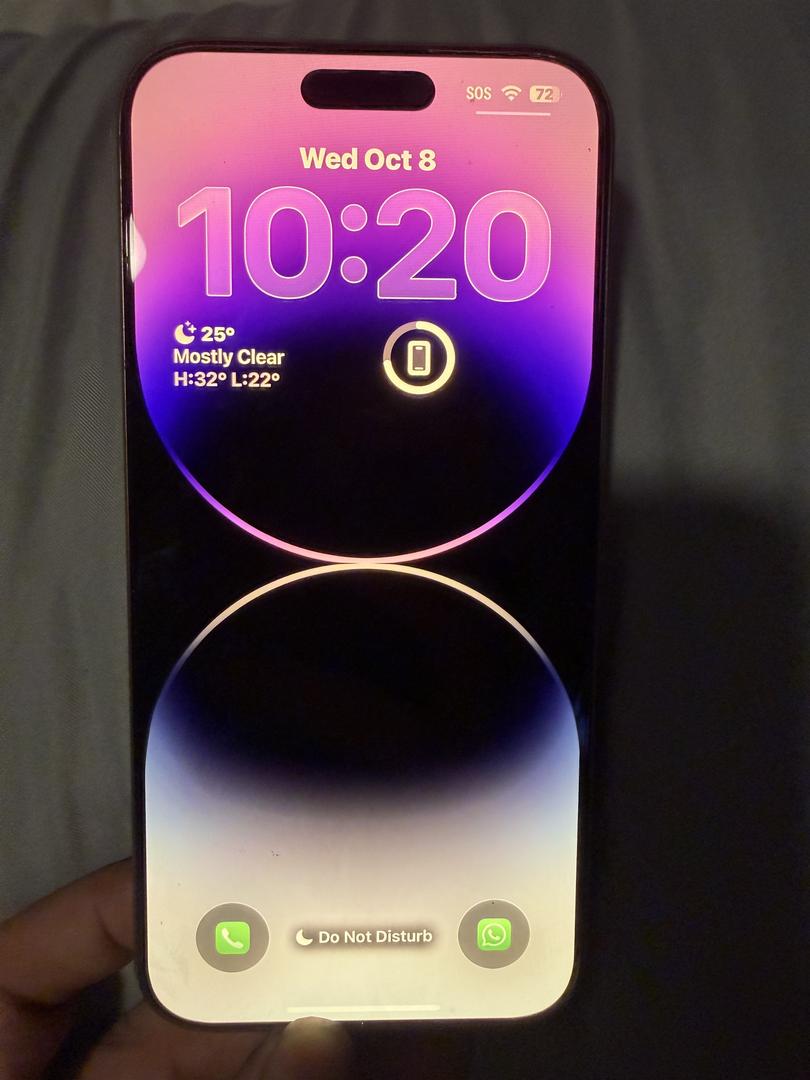 SOS 72
Wed Oct 8
10:20
25°
Mostly Clear
H:32° L:22°
Do Not Disturb